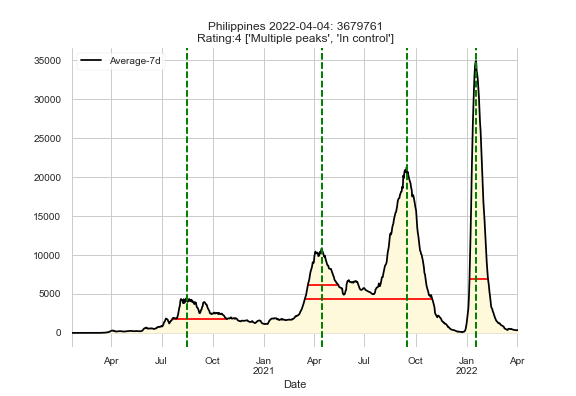 Philippines 2022-04-04: 3679761
Rating:4 ['Multiple peaks', 'In control']
Average-7d
35000
30000
25000
20000
15000
10000
5000
0
Apr Jul Oct Jan Apr Jul Oct Jan Apr
2021 2022
Date